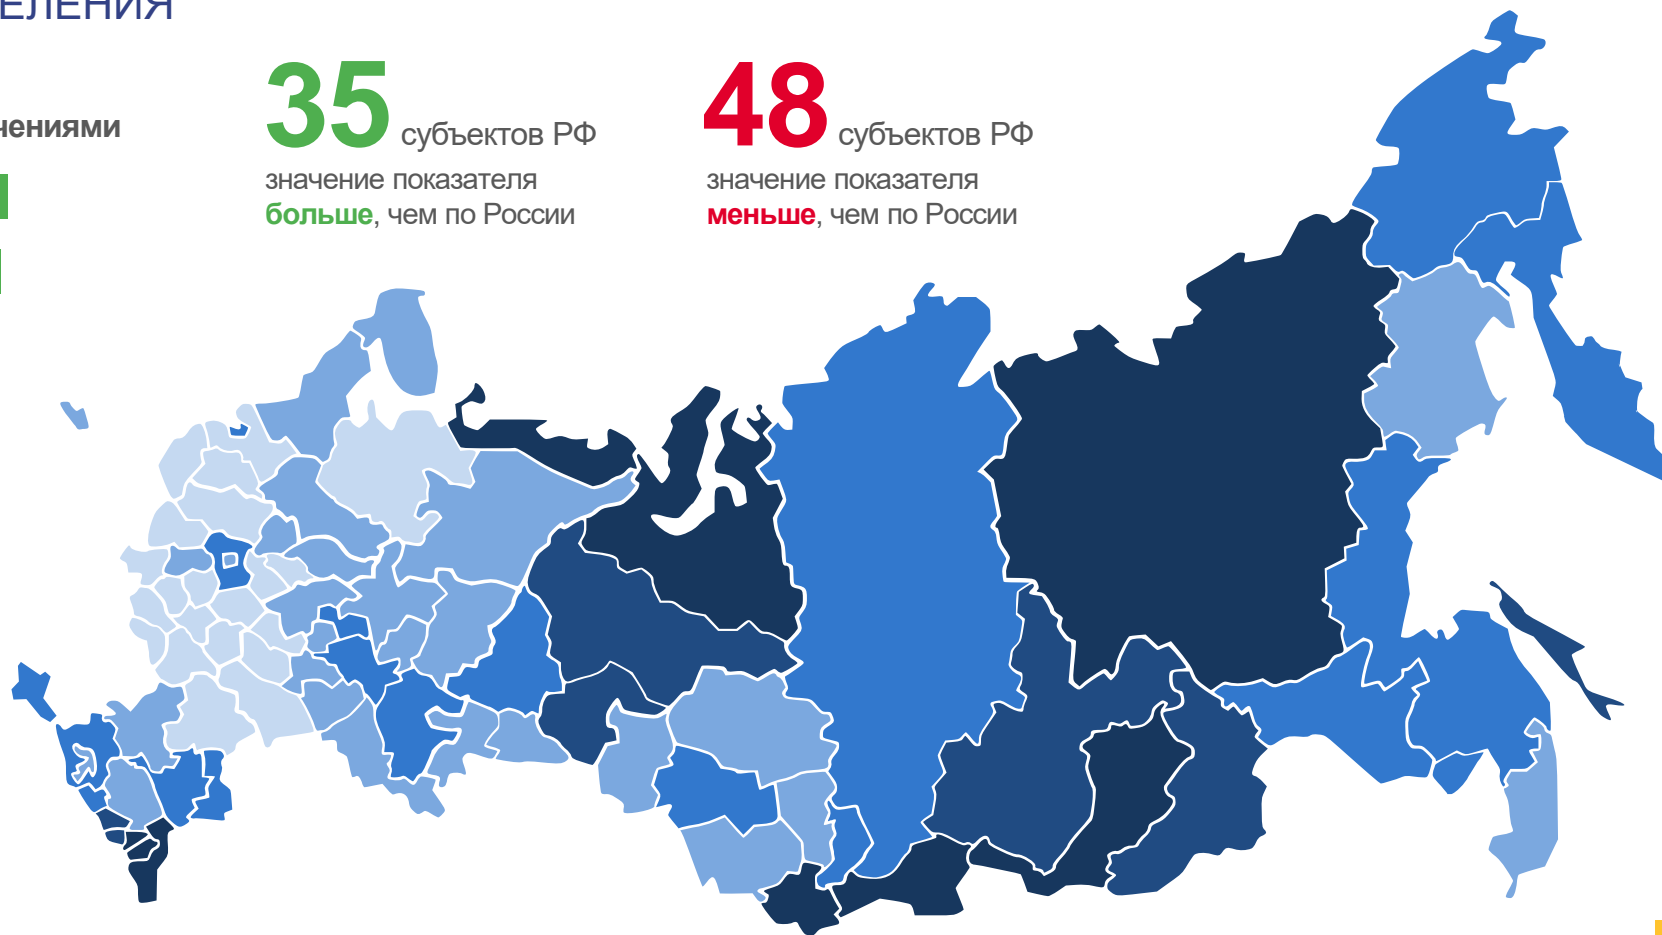 ЕЛЕНИЯ
чениями
35 субъектов РФ
значение показателя
больше, чем по России
48 субъектов РФ
значение показателя
меньше, чем по России